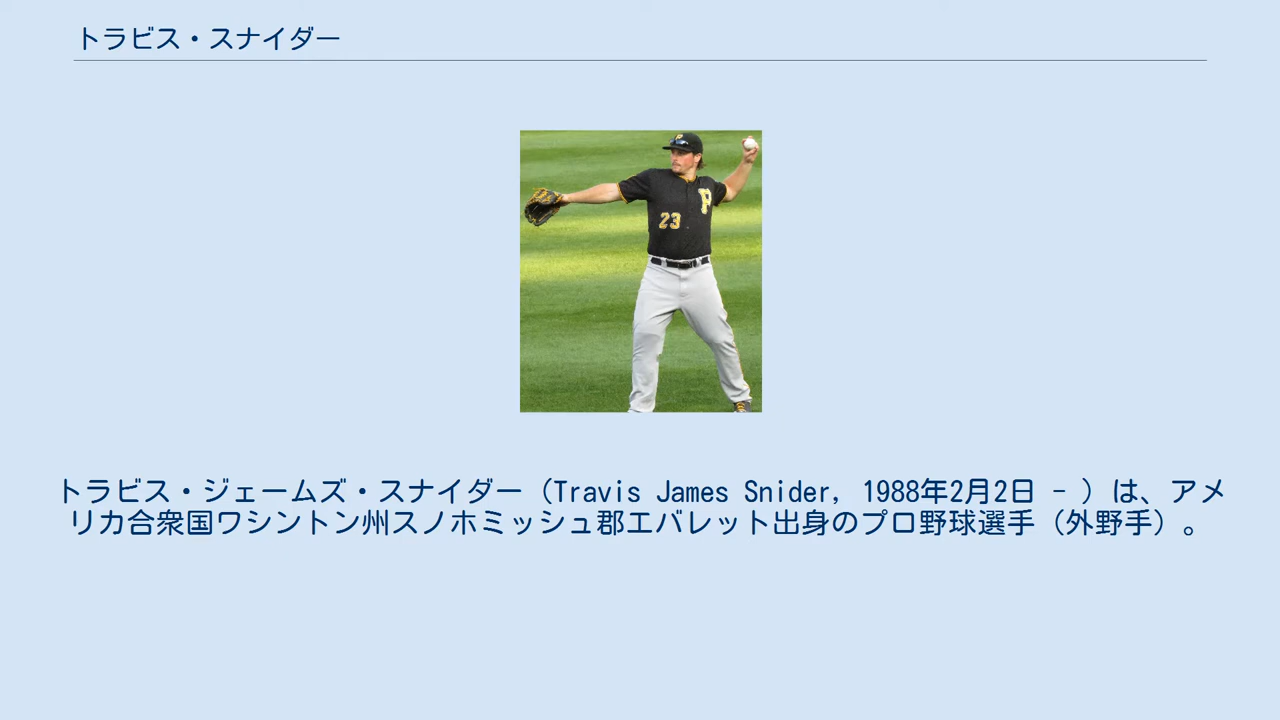 トラビス・スナイダー
P
23
P
トラビス・ジェームズ・スナイダー（Travis James Snider, 1988年2月2日 - ）は、アメ
リカ合衆国ワシントン州スノホミッシュ郡エバレット出身のプロ野球選手（外野手）。